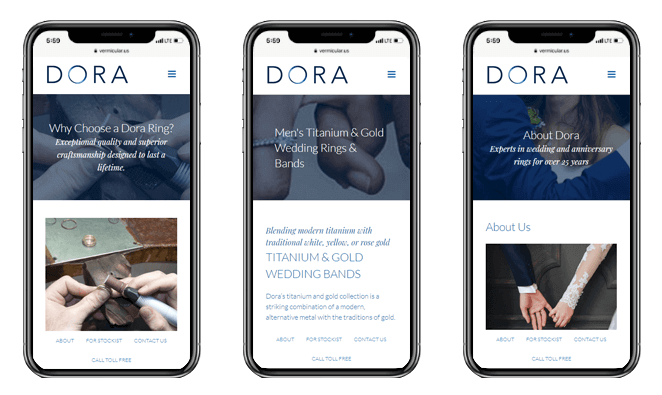 5:59
LTE
vermicular.us
DORA
Why Choose a Dora Ring?
Exceptional quality and superior
craftsmanship designed to last a
lifetime.
ABOUT FOR STOCKIST CONTACT US
CALL TOLL FREE
5:59
LTE
vermicular.us
DORA
Men's Titanium & Gold
Wedding Rings &
Bands
Blending modern titanium with
traditional white, yellow, or rose gold
TITANIUM & GOLD
WEDDING BANDS
Dora's titanium and gold collection is a
striking combination of a modern,
alternative metal with the traditions of gold.
ABOUT FOR STOCKIST CONTACT US
CALL TOLL FREE
5:59
LTE
vermicular.us
DORA
About Dora
Experts in wedding and anniversary
rings for over 25 years
About Us
ABOUT FOR STOCKIST CONTACT US
CALL TOLL FREE